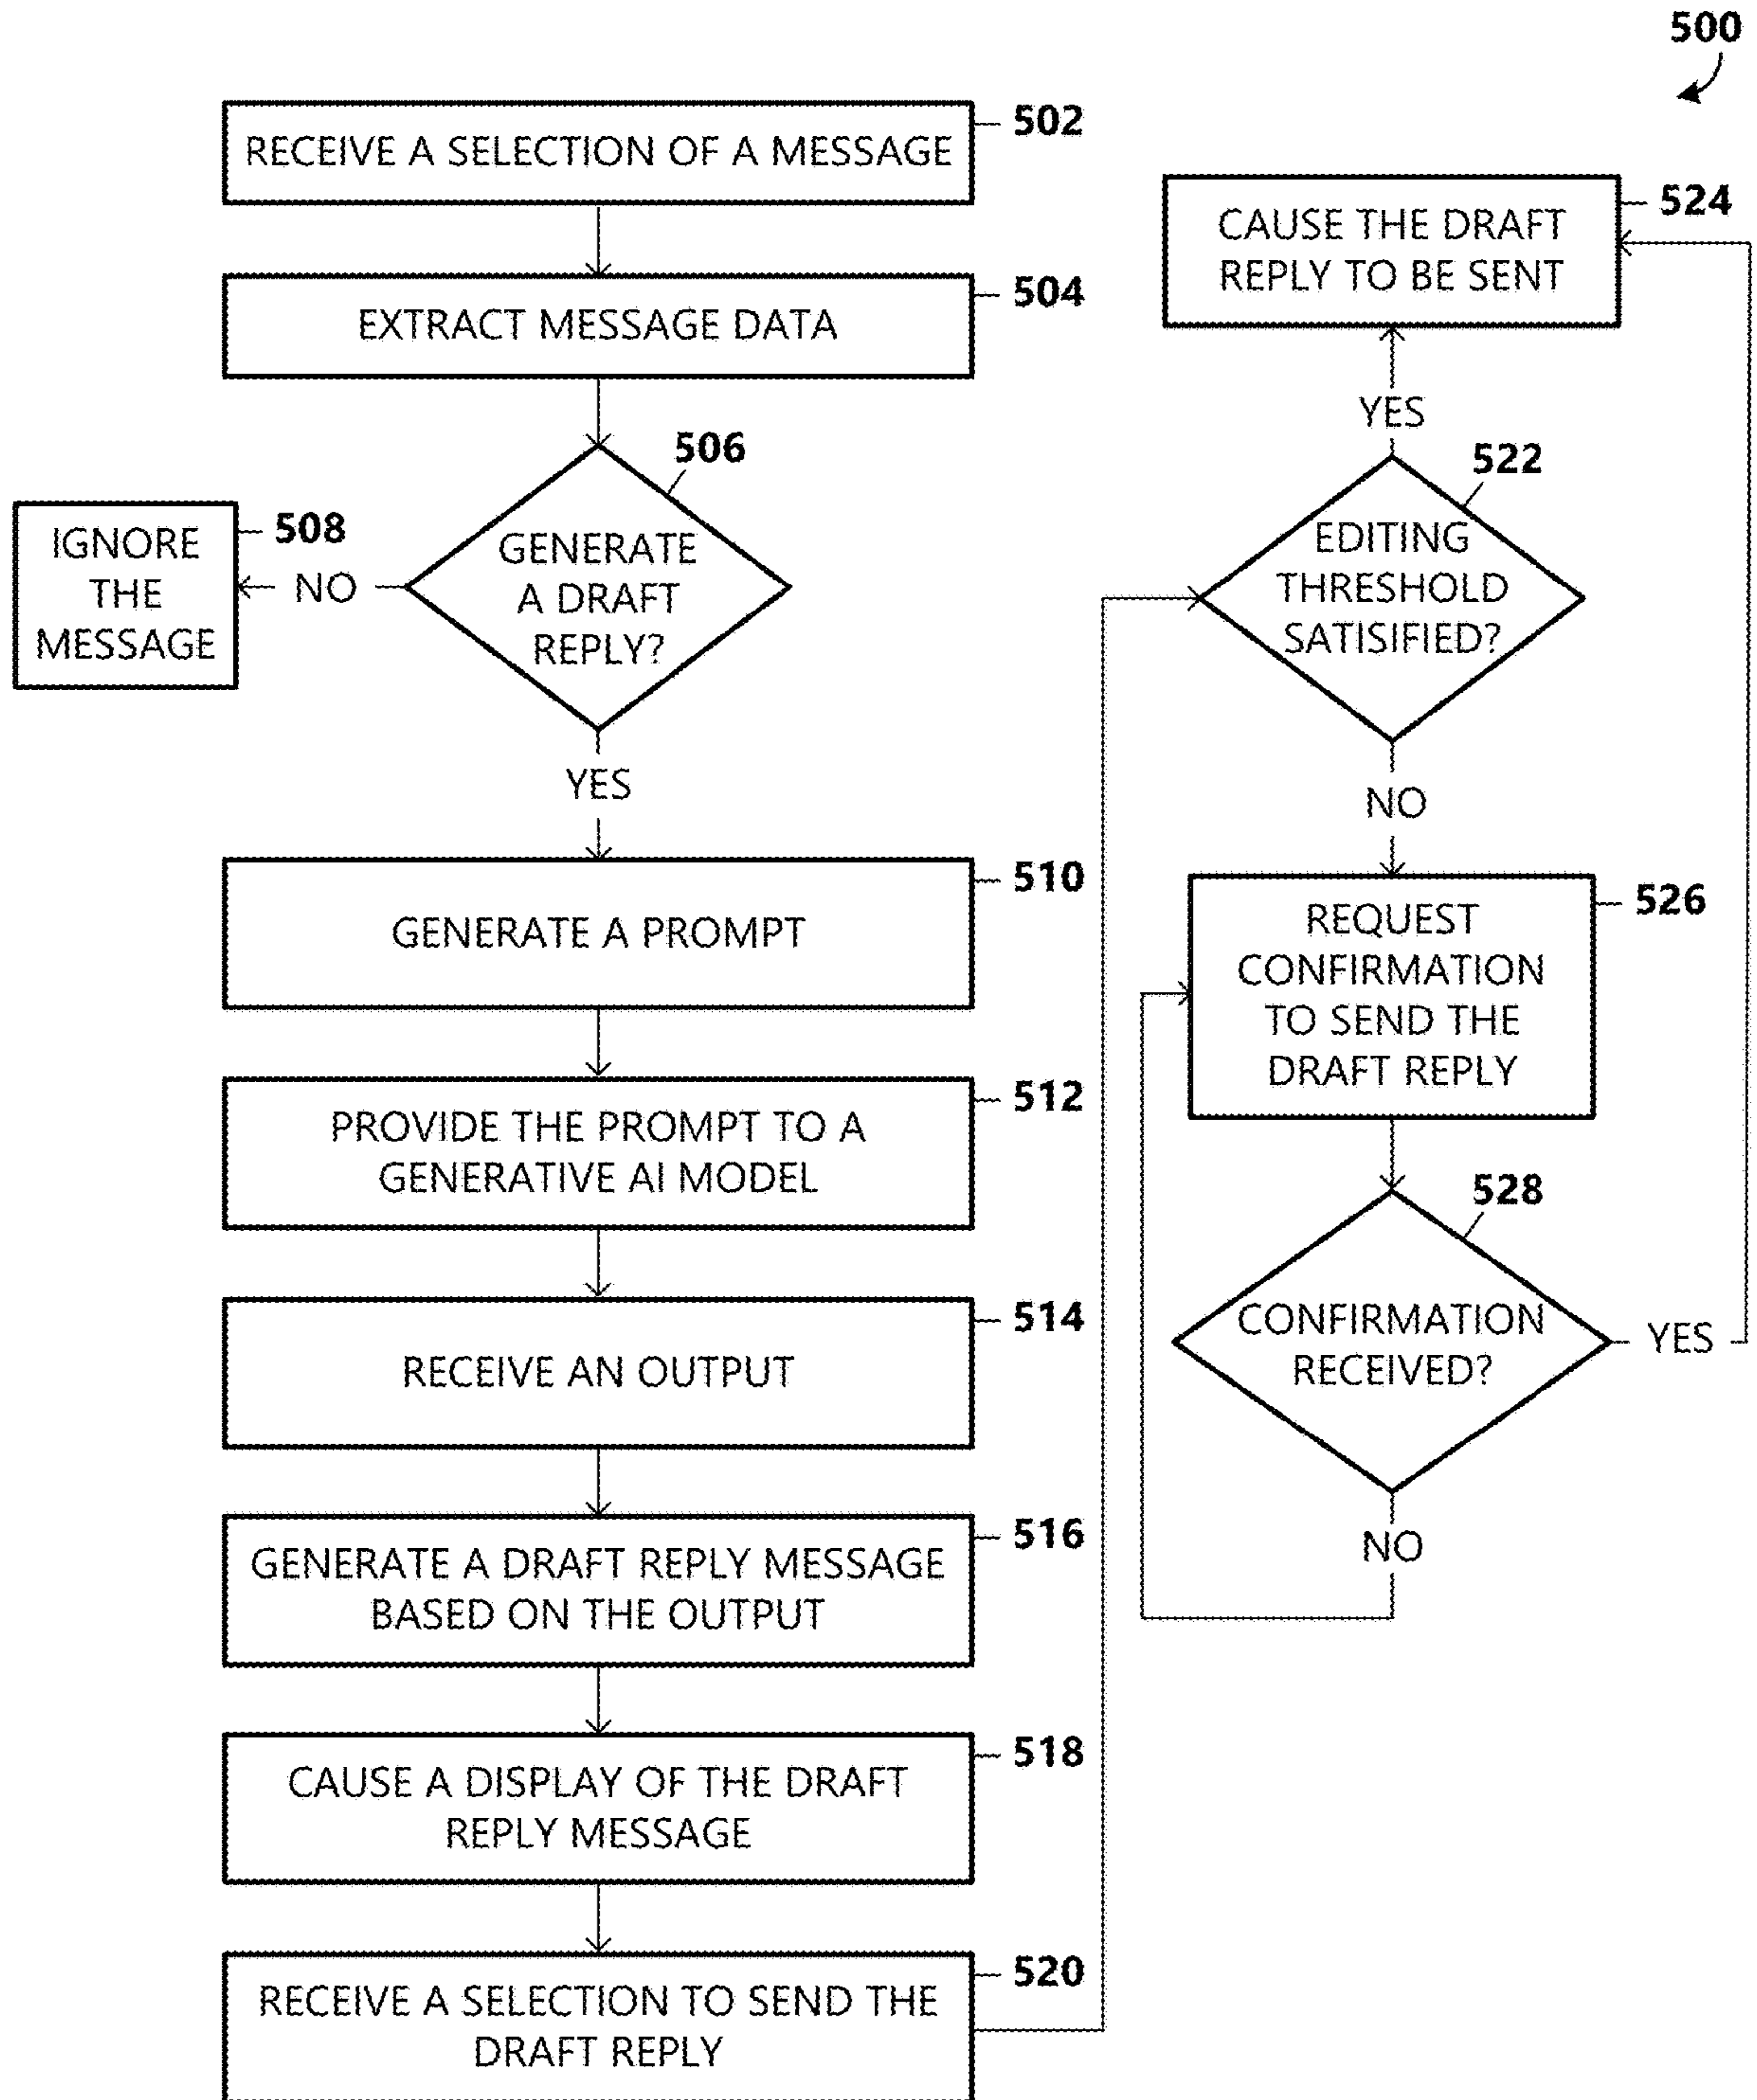 500
RECEIVE A SELECTION OF A MESSAGE
502
EXTRACT MESSAGE DATA
504
506
GENERATE
A DRAFT
REPLY?
NO
508
IGNORE
THE
MESSAGE
YES
510
GENERATE A PROMPT
512
PROVIDE THE PROMPT TO A
GENERATIVE AI MODEL
514
RECEIVE AN OUTPUT
516
GENERATE A DRAFT REPLY MESSAGE
BASED ON THE OUTPUT
518
CAUSE A DISPLAY OF THE DRAFT
REPLY MESSAGE
520
RECEIVE A SELECTION TO SEND THE
DRAFT REPLY
524
CAUSE THE DRAFT
REPLY TO BE SENT
YES
522
EDITING
THRESHOLD
SATISIFIED?
NO
526
REQUEST
CONFIRMATION
TO SEND THE
DRAFT REPLY
528
CONFIRMATION
RECEIVED?
YES
NO